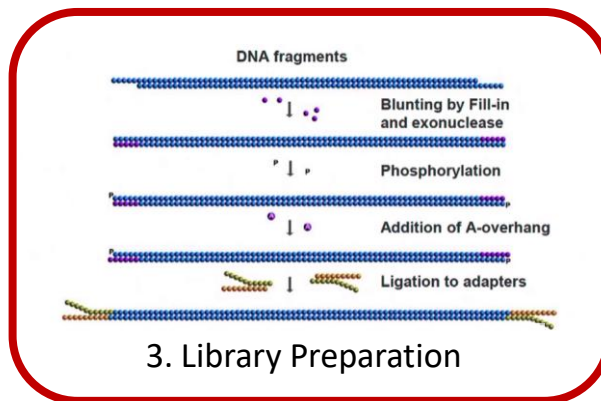 DNA fragments
Blunting by Fill-in
and exonuclease
P P
Phosphorylation
P
P
A A
Addition of A-overhang
P
P
Ligation to adapters
3. Library Preparation